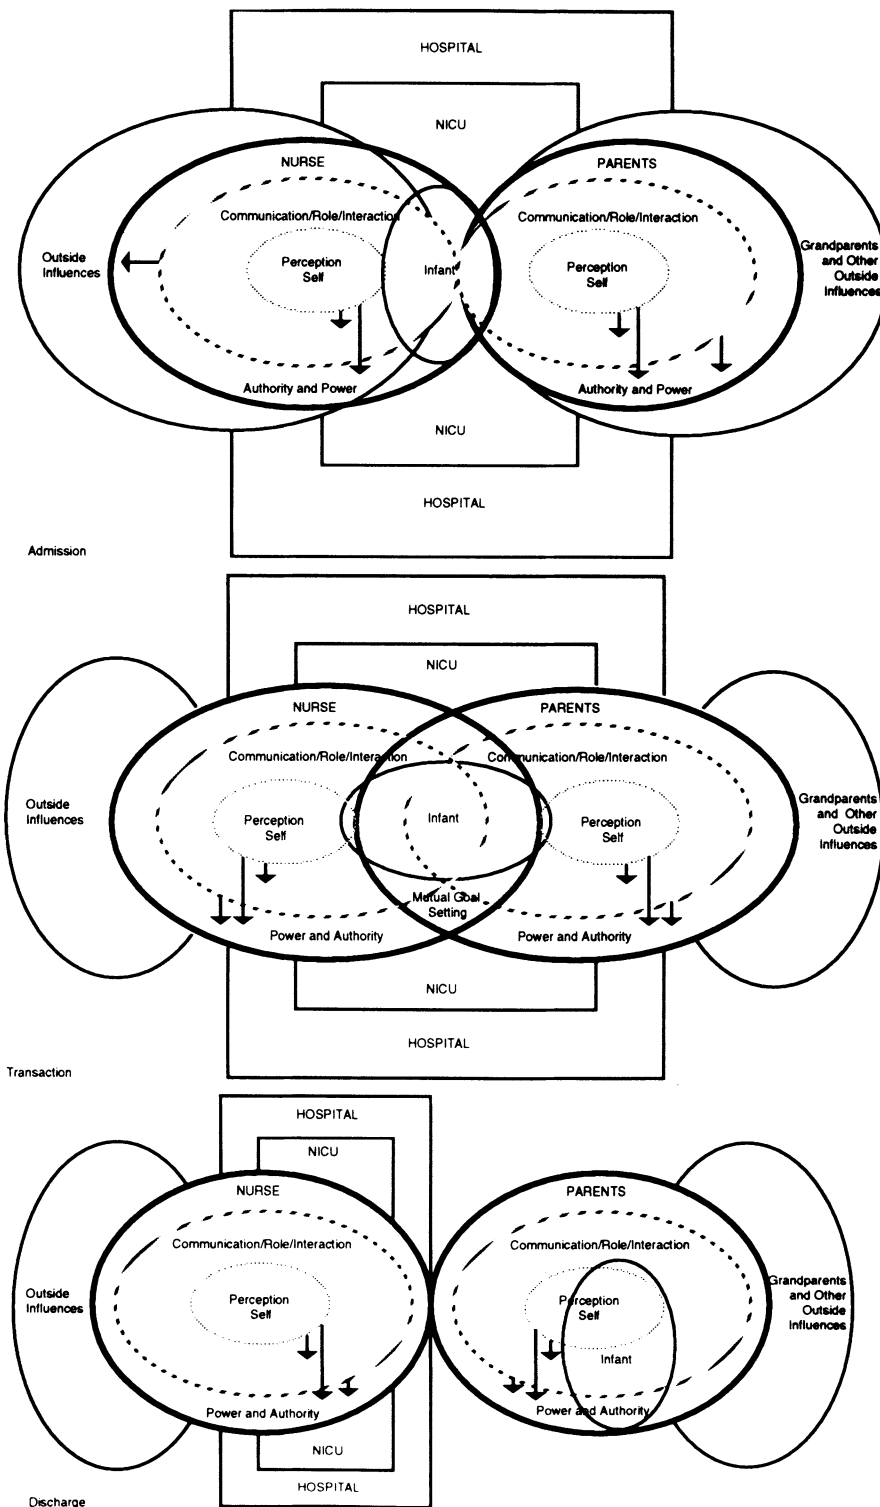 HOSPITAL
NICU
NURSE
PARENTS
Communication/Role/Interaction
Communication/Role/Interaction
Outside
Influences
Perception
Self
Infant
Perception
Self
Grandparents
and Other
Outside
Influences
Authority and Power
Authority and Power
NICU
HOSPITAL
Admission
HOSPITAL
NICU
NURSE
PARENTS
Communication/Role/Interaction
Communication/Role/Interaction
Outside
Influences
Perception
Self
Infant
Perception
Self
Grandparents
and Other
Outside
Influences
Mutual Goal
Setting
Power and Authority
Power and Authority
NICU
HOSPITAL
Transaction
HOSPITAL
NICU
NURSE
PARENTS
Communication/Role/Interaction
Communication/Role/Interaction
Outside
Influences
Perception
Self
Perception
Self
Infant
Grandparents
and Other
Outside
Influences
Power and Authority
Power and Authority
NICU
HOSPITAL
Discharge